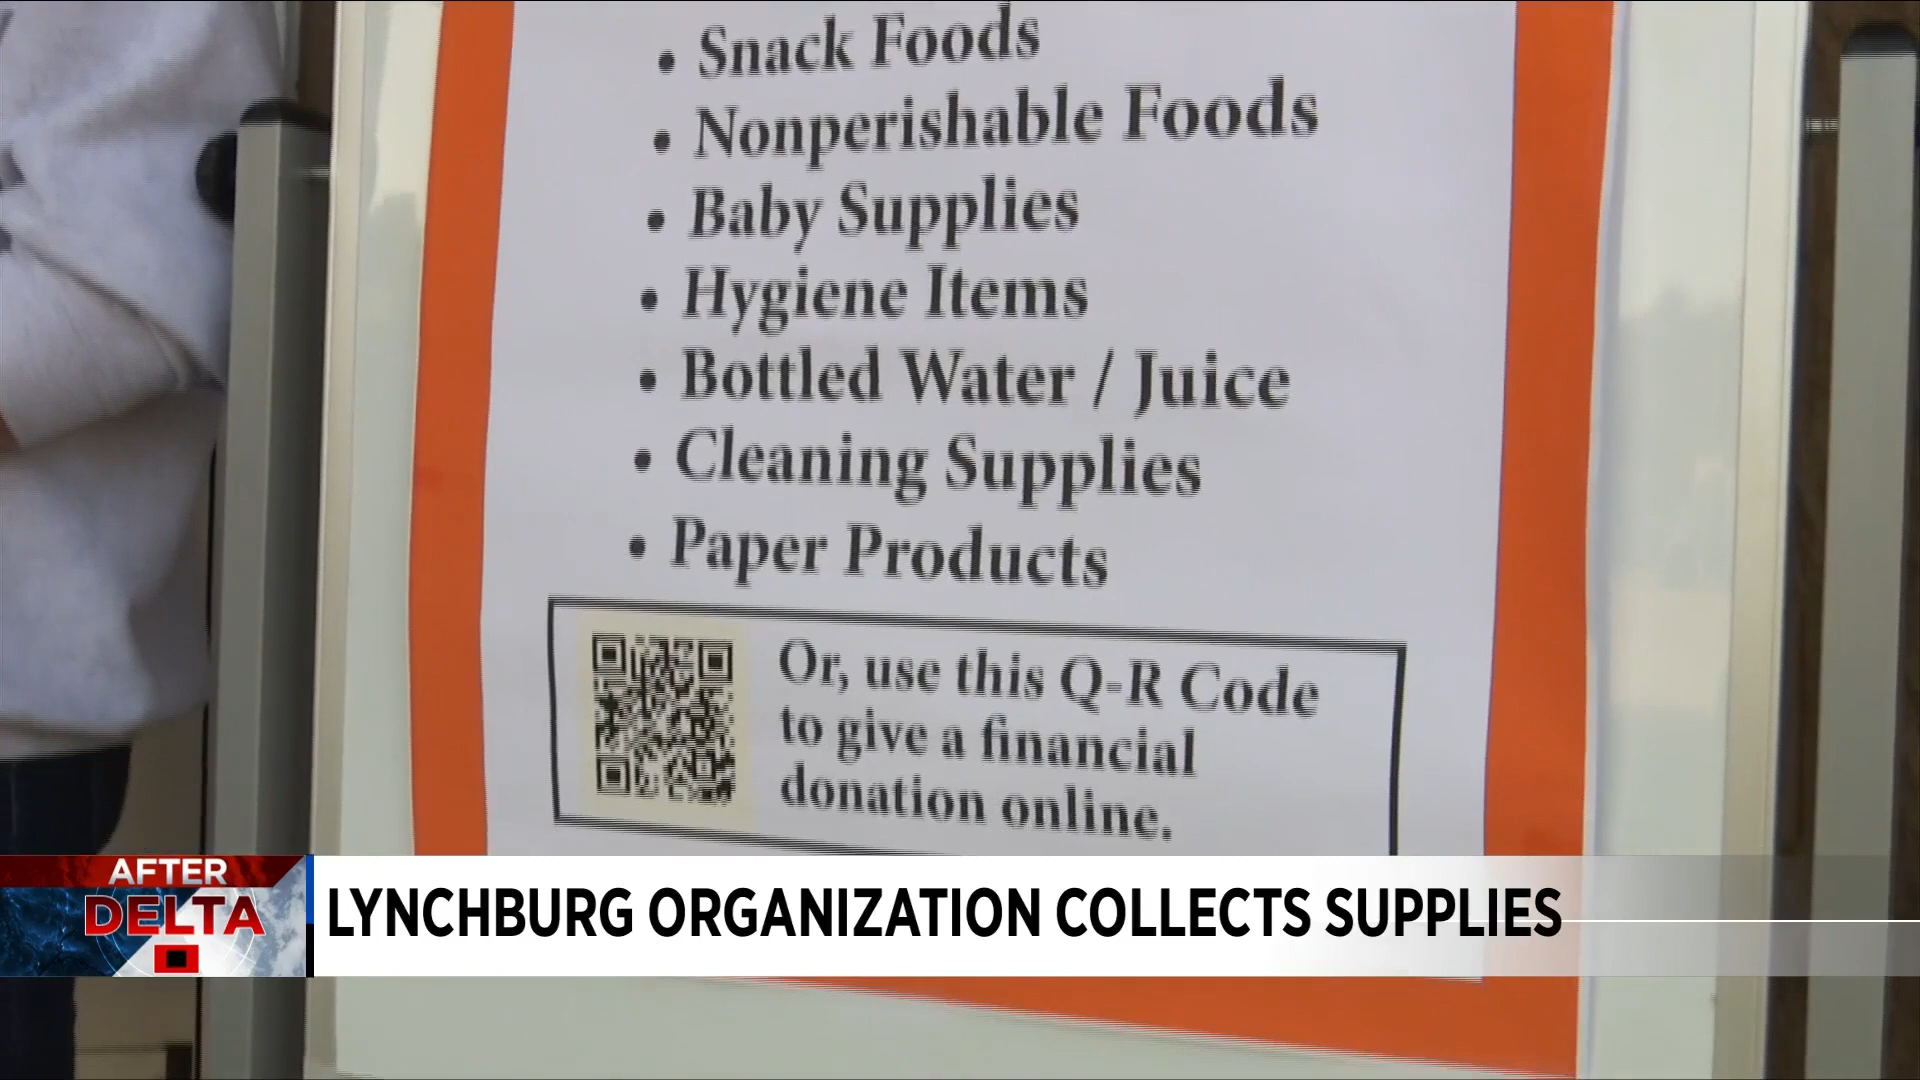 • Snack Foods
• Nonperishable Foods
• Baby Supplies
• Hygiene Items
• Bottled Water / Juice
• Cleaning Supplies
• Paper Products
Or, use this Q-R Code
to give a financial
donation online.
AFTER
DELTA
LYNCHBURG ORGANIZATION COLLECTS SUPPLIES